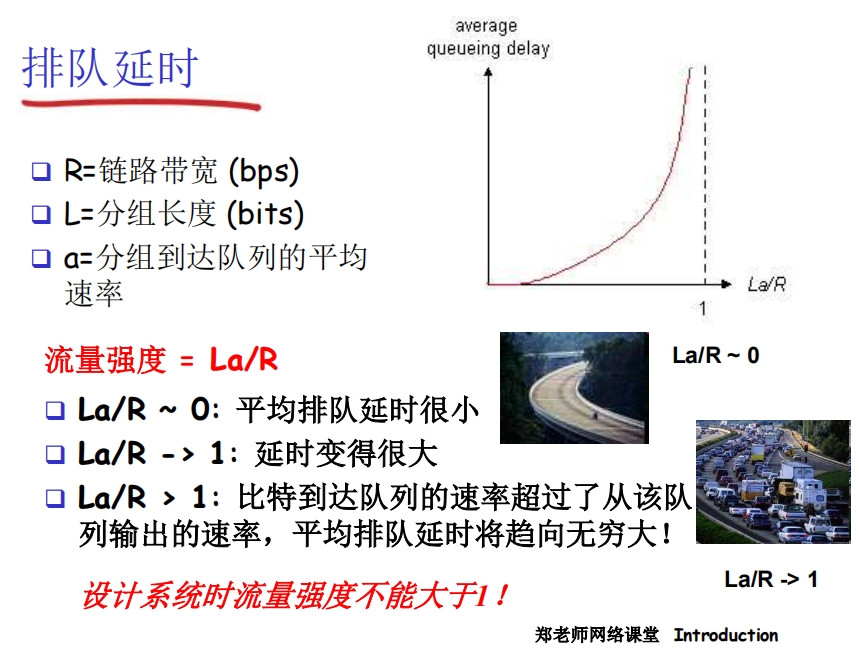 排队延时
average
queueing delay
La/R
1
R=链路带宽 (bps)
L=分组长度 (bits)
a=分组到达队列的平均
速率
流量强度 = La/R
La/R ~ 0
La/R ~ 0: 平均排队延时很小
La/R -> 1: 延时变得很大
La/R > 1: 比特到达队列的速率超过了从该队
列输出的速率，平均排队延时将趋向无穷大！
La/R -> 1
设计系统时流量强度不能大于1！
郑老师网络课堂 Introduction